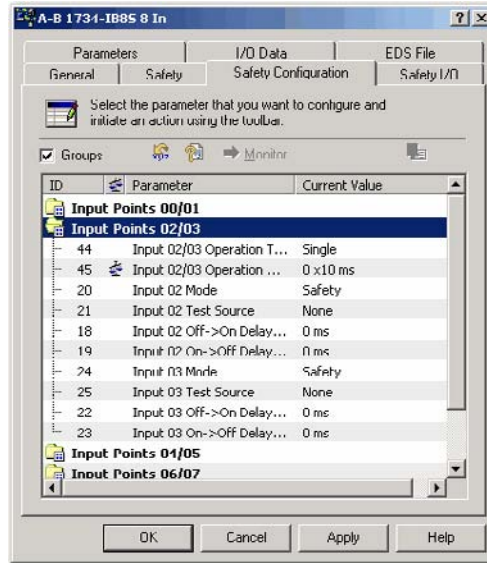 A-B 1734-IB8S 8 In
Parameters I/O Data EDS File
General Safety Safety Configuration Safety I/O
Select the parameter that you want to configure and
initiate an action using the toolbar.
Groups Monitor
ID Parameter Current Value
Input Points 00/01
Input Points 02/03
44 Input 02/03 Operation T... Single
45 Input 02/03 Operation ... 0 x10 ms
20 Input 02 Mode Safety
21 Input 02 Test Source None
18 Input 02 Off->On Delay... 0 ms
19 Input 02 On->Off Delay... 0 ms
24 Input 03 Mode Safety
25 Input 03 Test Source None
22 Input 03 Off->On Delay... 0 ms
23 Input 03 On->Off Delay... 0 ms
Input Points 04/05
Input Points 06/07
OK Cancel Apply Help